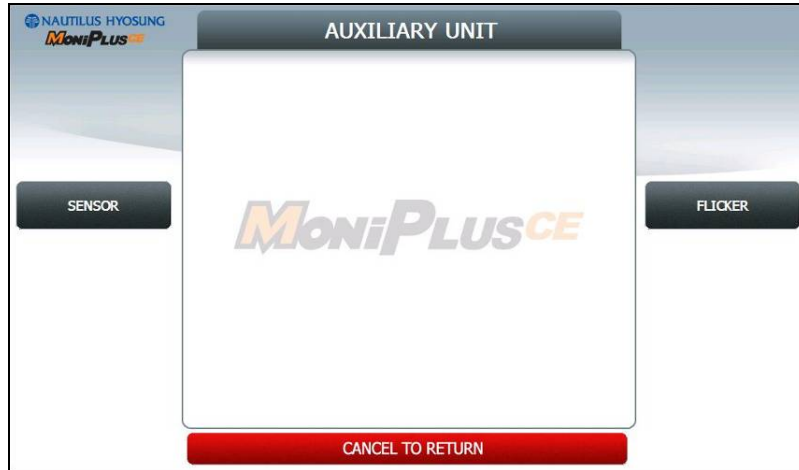 NAUTILUS HYOSUNG
MONiPLUSCE
AUXILIARY UNIT
SENSOR
MONiPLUSCE
FLICKER
CANCEL TO RETURN